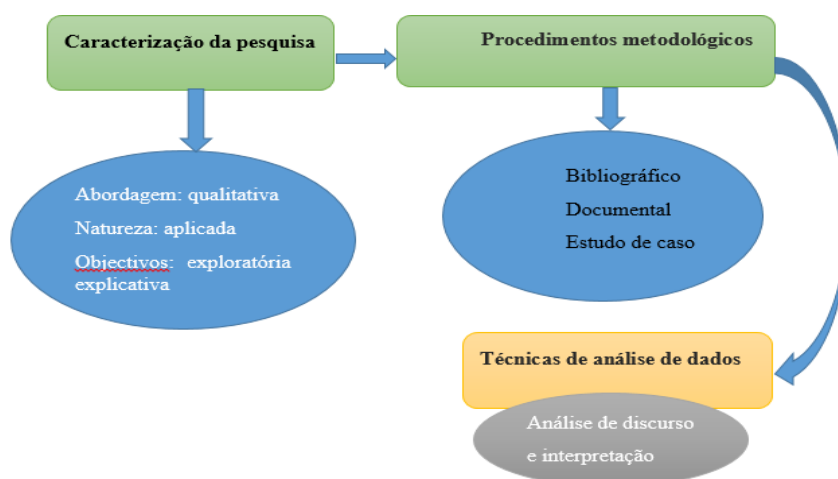 Caracterização da pesquisa
Procedimentos metodológicos
Abordagem: qualitativa
Natureza: aplicada
Objectivos: exploratória
explicativa
Bibliográfico
Documental
Estudo de caso
Técnicas de análise de dados
Análise de discurso
e interpretação